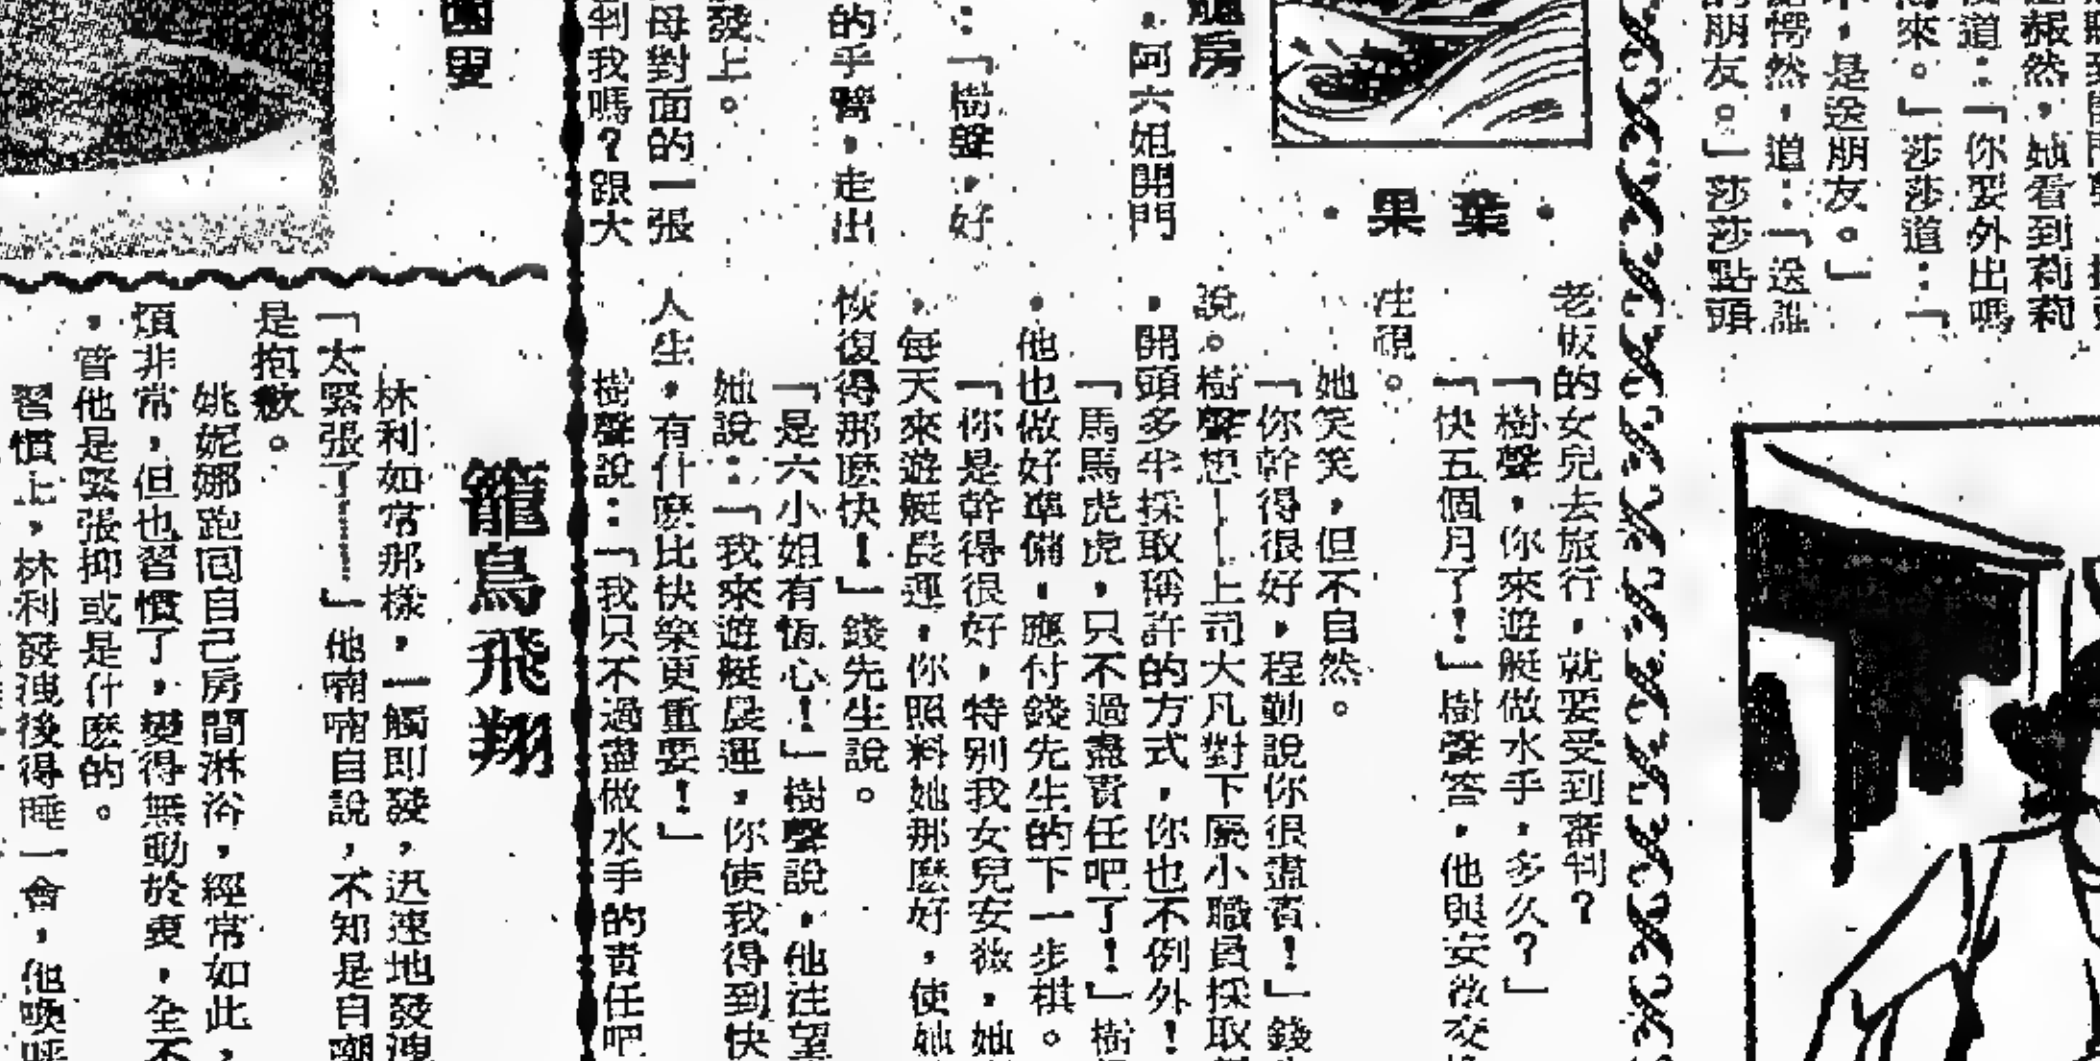 的朋友。」莎莎點頭
愕然，道：「送誰
，是送朋友。」
來。」莎莎道：「
道：「你要外出嗎
然，她看到莉莉
葉果
，阿六姐開門
：「樹聲，好
的手臂，走出
發上。
母對面的一張
判我嗎？跟大
老板的女兒去旅行，就要受到審判？
「樹聲，你來遊艇做水手，多久？」
「快五個月了！」樹聲答，他與安薇交
注視。
她笑笑，但不自然。
「你幹得很好，程勤說你很盡責！」錢
說。樹聲想——上司大凡對下屬小職員採取
，開頭多半採取稱許的方式，你也不例外！
「馬馬虎虎，只不過盡責任吧了！」樹
，他也做好準備，應付錢先生的下一步棋。
「你是幹得很好，特別我女兒安薇，她
，每天來遊艇晨運，你照料她那麽好，使她
恢復得那麽快！」錢先生說。
「是六小姐有恆心！」樹聲說，他注望
她說：「我來遊艇晨運，你使我得到快
人生，有什麽比快樂更重要！」
樹聲說：「我只不過盡做水手的責任吧
籠鳥飛翔
林利如常那樣，一觸即發，迅速地發洩
「太緊張了……」他喃喃自說，不知是自嘲
是抱歉。
姚妮娜跑回自己房間淋浴，經常如此，
煩非常，但也習慣了，變得無動於衷，全不
，管他是緊張抑或是什麽的。
習慣上，林利發洩後得睡一會，他喚